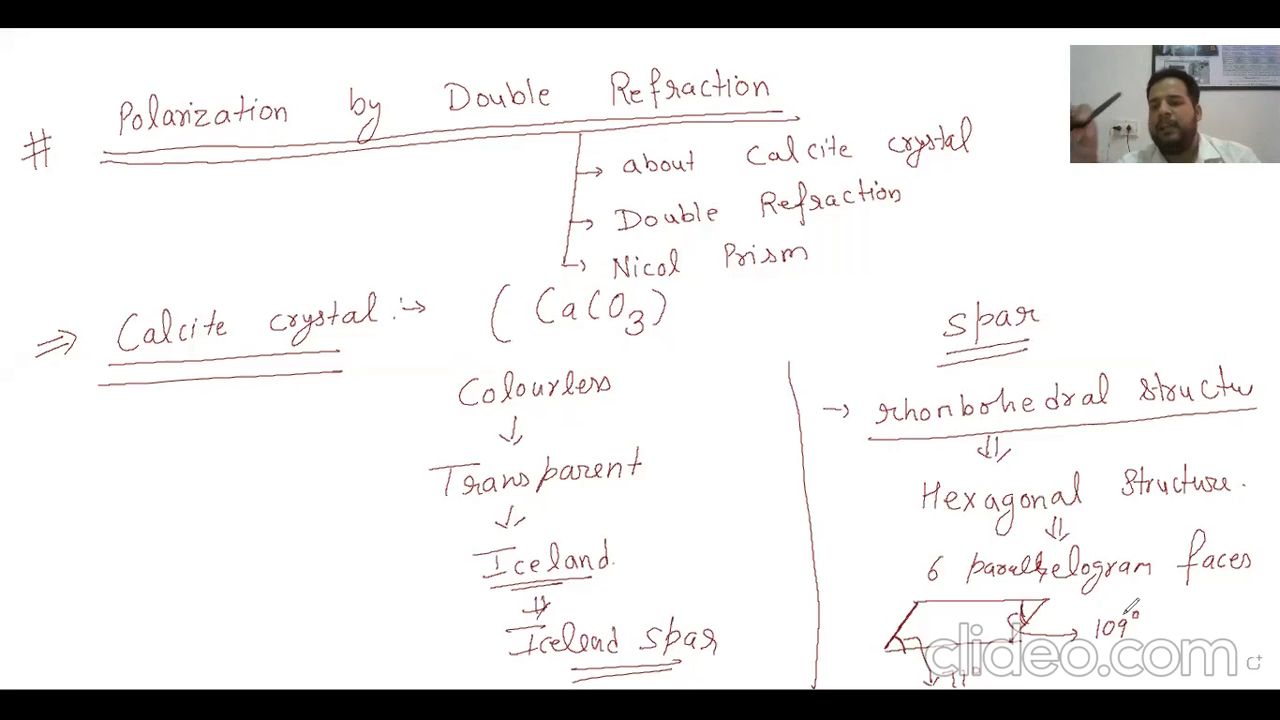 # Polarization by Double Refraction
→ about Calcite crystal
→ Double Refraction
→ Nicol Prism
⇒ Calcite crystal :→ (CaCO3)
Colourless
↓
Transparent
↓
Iceland
⇓
Iceland spar
spar
→ rhonbohedral structu
⇓
Hexagonal structure.
⇓
6 parallelogram faces
109°
clideo.com